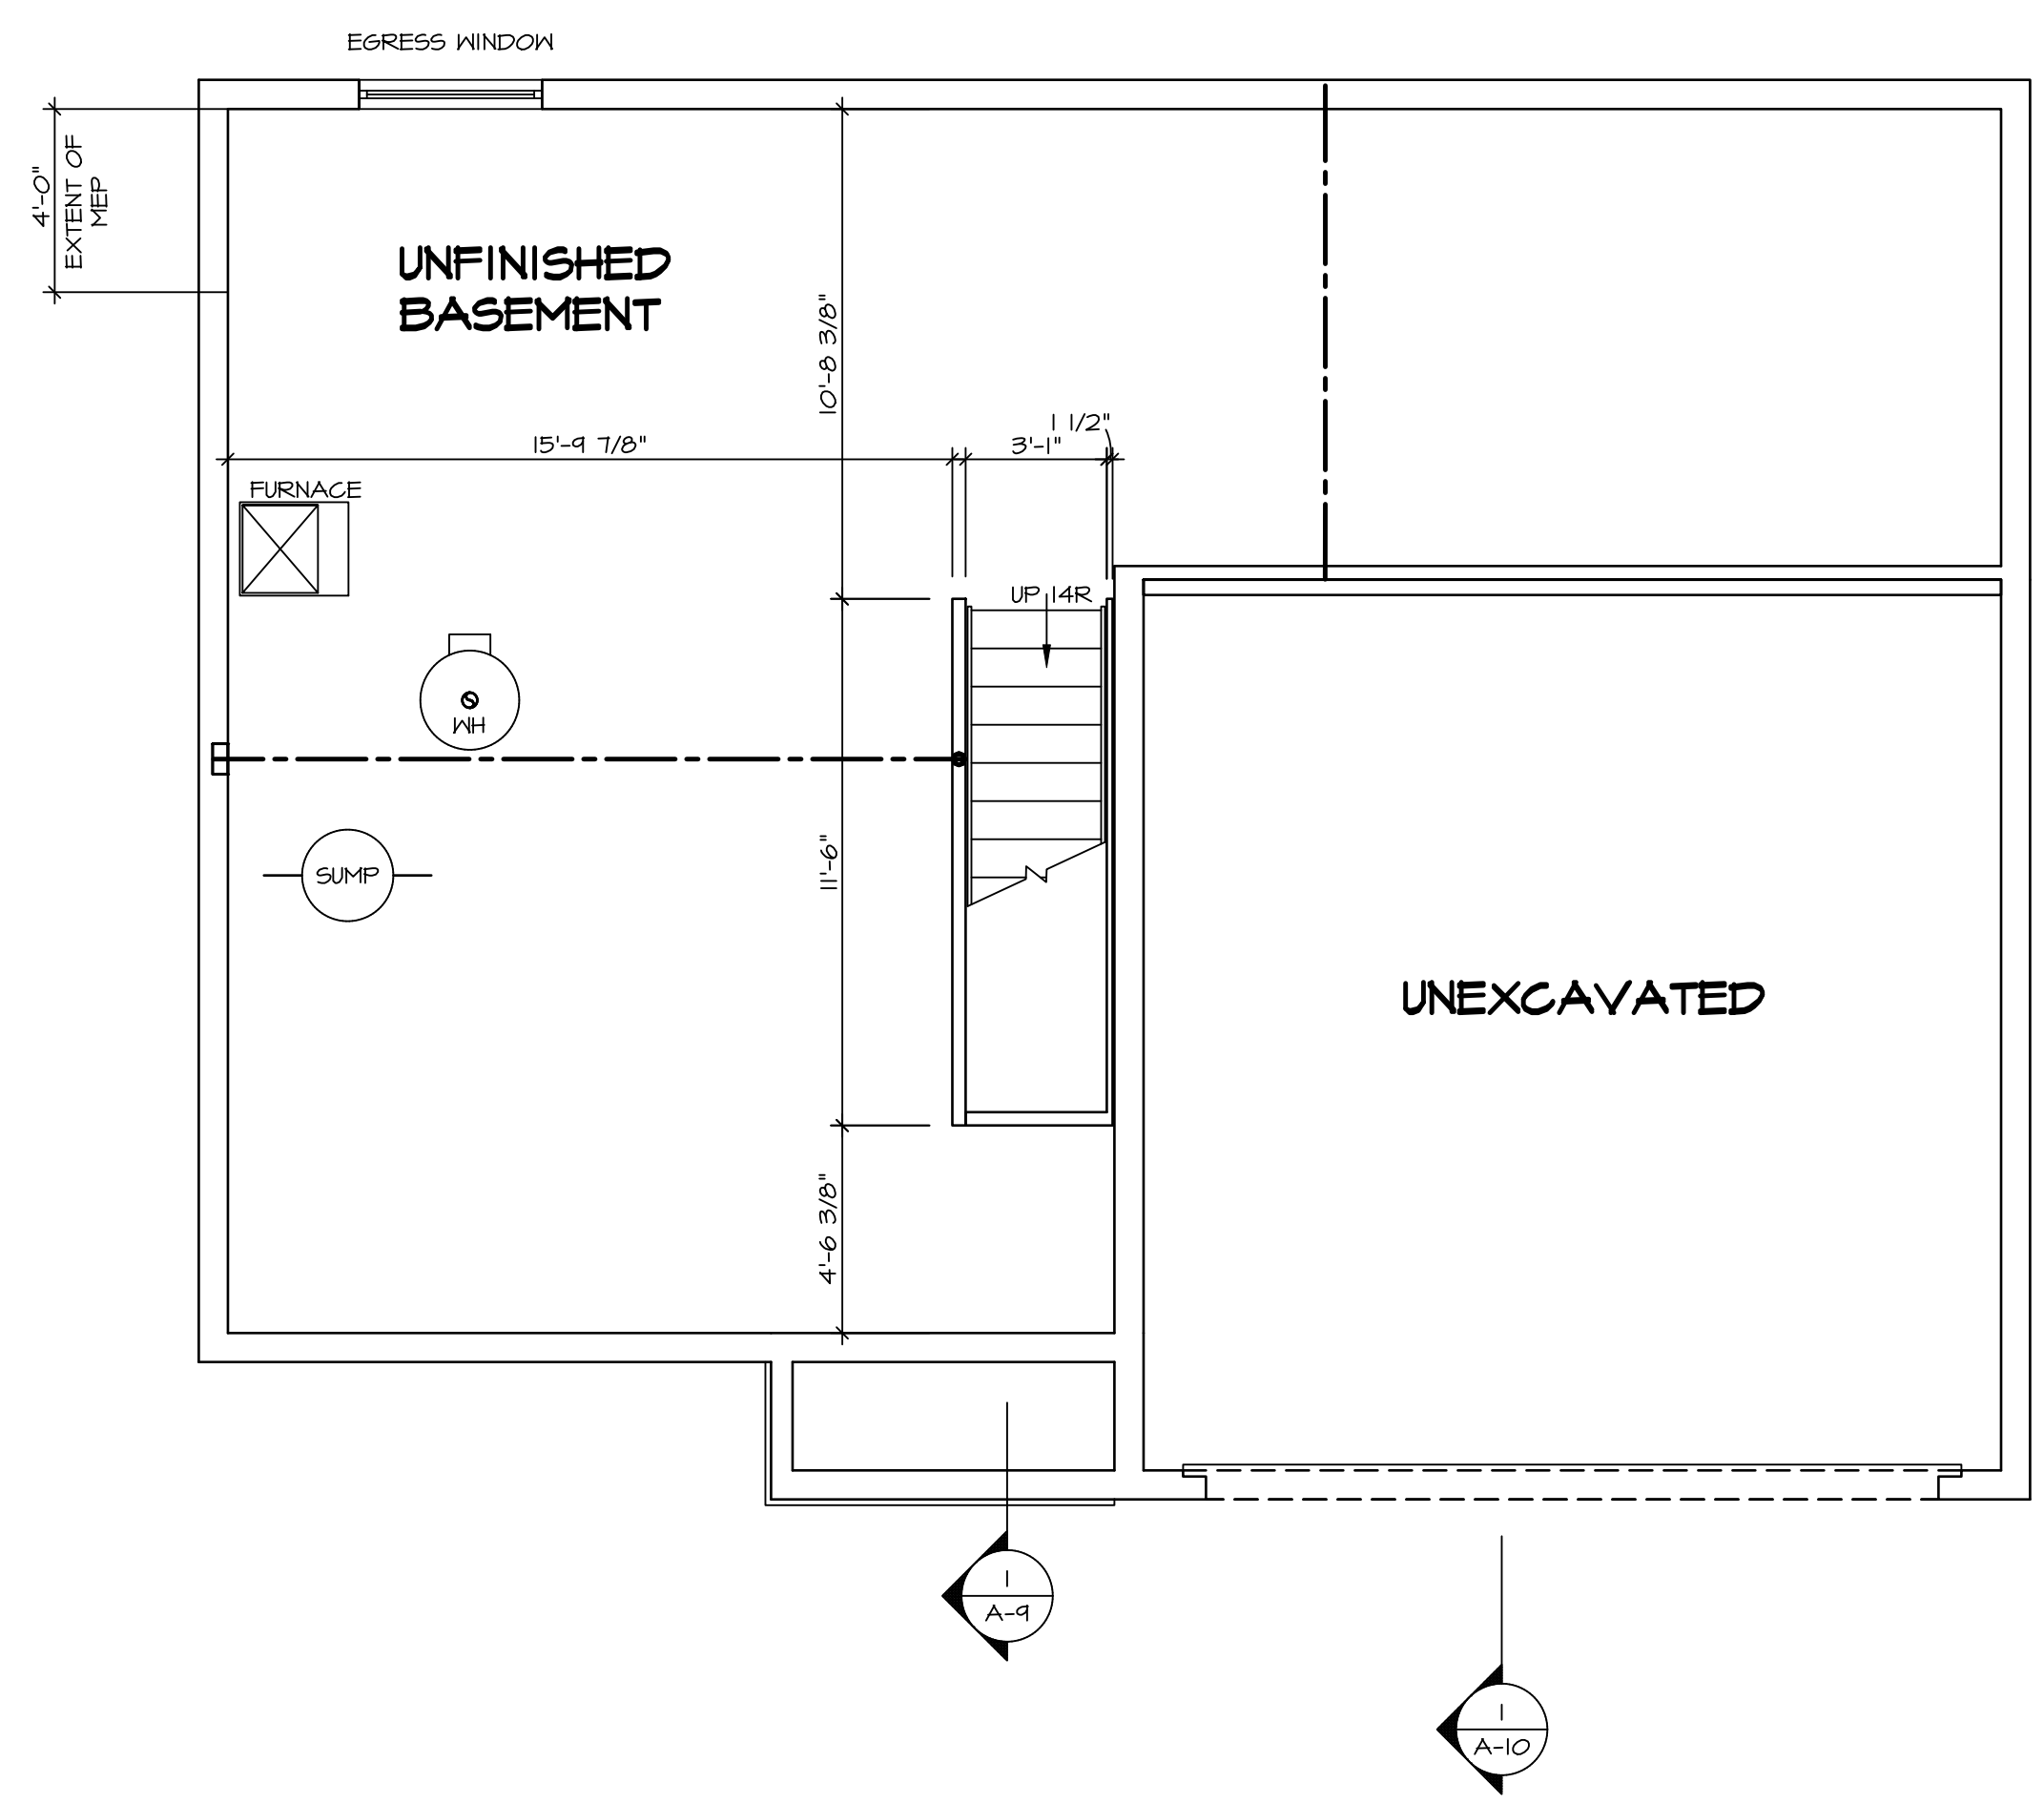 EGRESS WINDOW
4'-0"
EXTENT OF
MEP
UNFINISHED
BASEMENT
10'-8 3/8"
1 1/2"
15'-9 7/8"
3'-1"
FURNACE
UP 14R
WH
SUMP
11'-6"
UNEXCAVATED
4'-6 3/8"
1
A-9
1
A-10